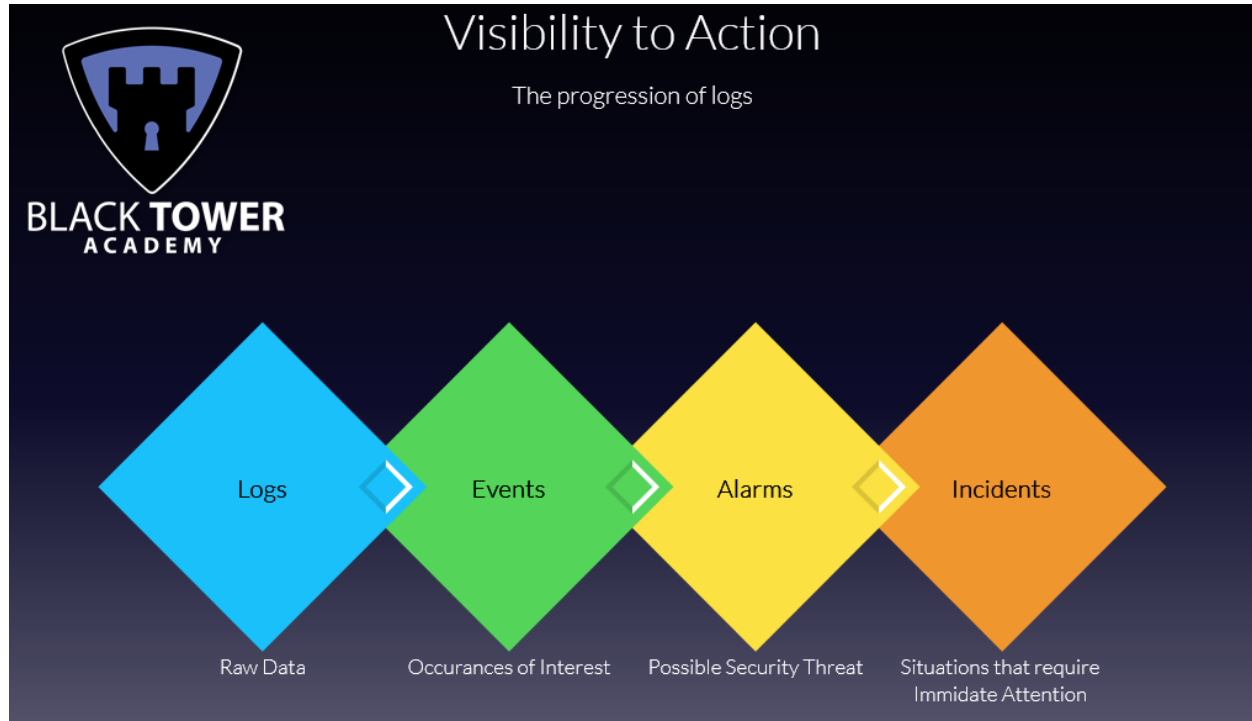 Visibility to Action
The progression of logs
BLACK TOWER
ACADEMY
Logs
Events
Alarms
Incidents
Raw Data
Occurances of Interest
Possible Security Threat
Situations that require
Immidate Attention